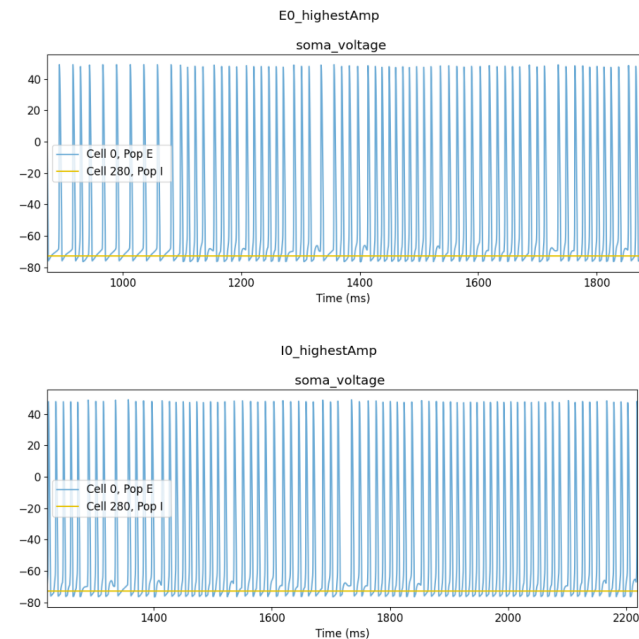 E0_highestAmp
soma_voltage
40
20
0
−20
−40
−60
−80
Cell 0, Pop E
Cell 280, Pop I
1000
1200
1400
1600
1800
Time (ms)
I0_highestAmp
soma_voltage
40
20
0
−20
−40
−60
−80
Cell 0, Pop E
Cell 280, Pop I
1400
1600
1800
2000
2200
Time (ms)